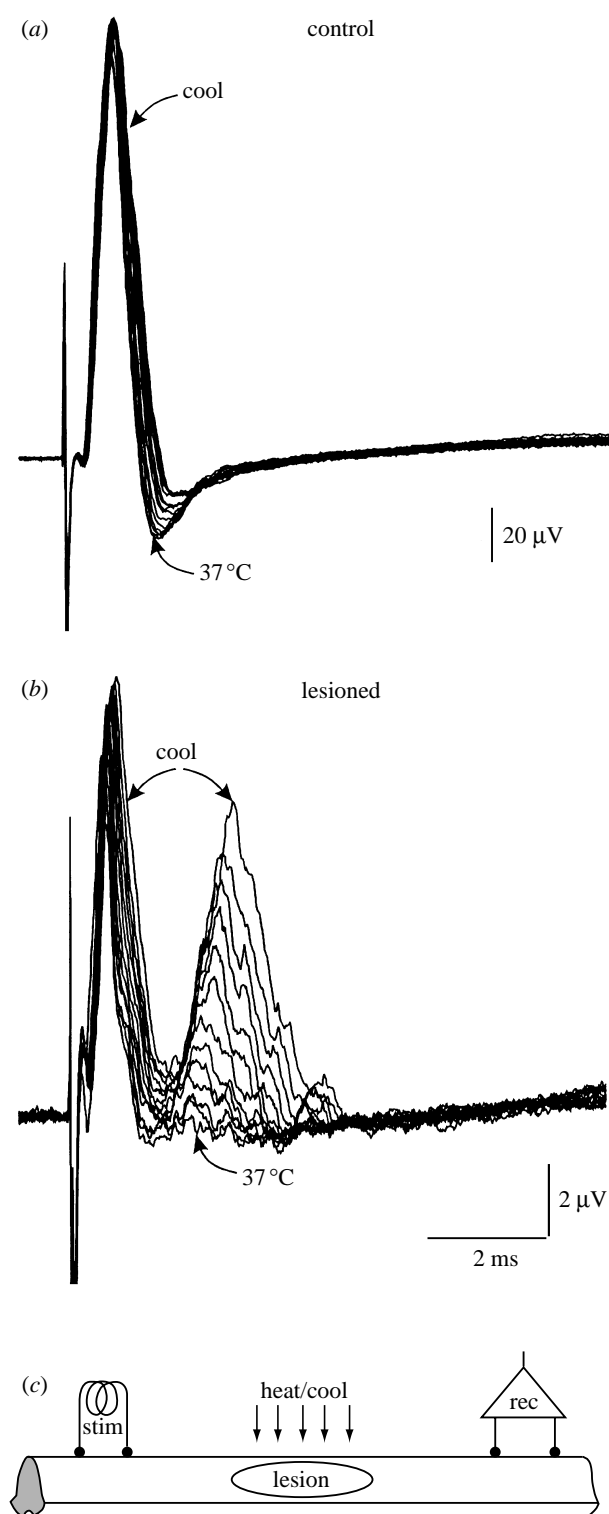 (a) control
cool
20 µV
37 °C
(b) lesioned
cool
37 °C
2 µV
2 ms
(c) heat/cool
stim rec
lesion